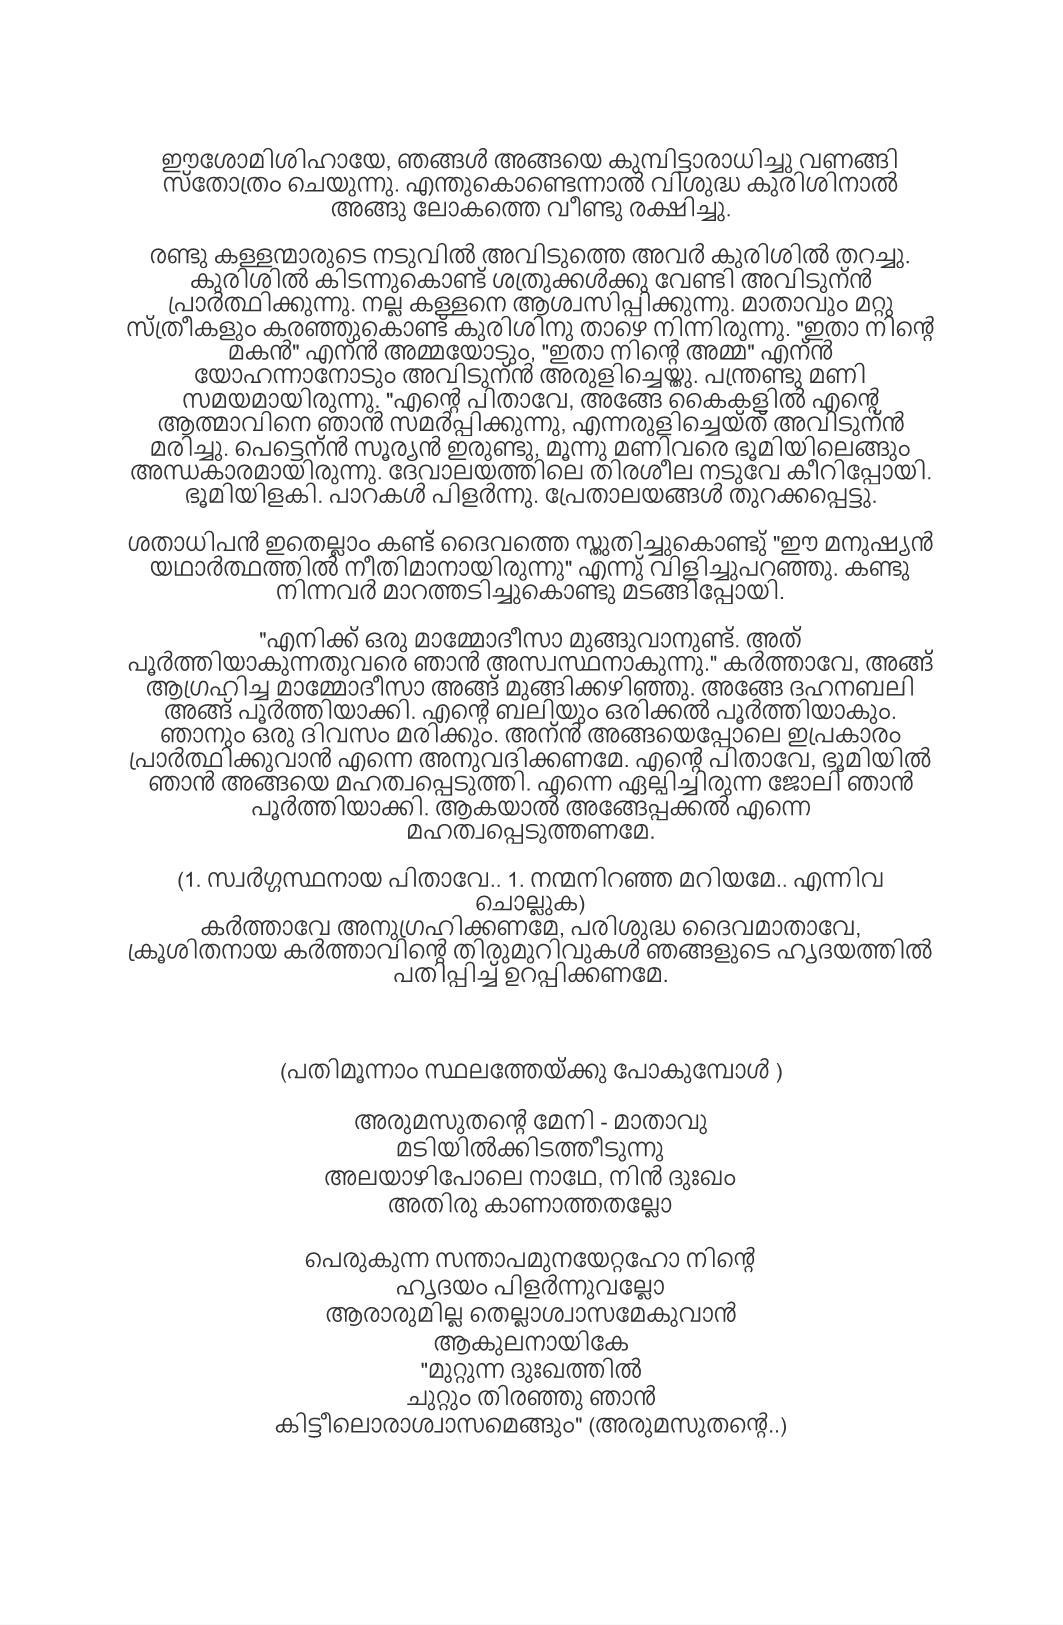 ഈശോമിശിഹായേ, ഞങ്ങൾ അങ്ങയെ കുമ്പിട്ടാരാധിച്ചു വണങ്ങി
സ്തോത്രം ചെയുന്നു. എന്തുകൊണ്ടെന്നാൽ വിശുദ്ധ കുരിശിനാൽ
അങ്ങു ലോകത്തെ വീണ്ടു രക്ഷിച്ചു.
രണ്ടു കള്ളന്മാരുടെ നടുവിൽ അവിടുത്തെ അവർ കുരിശിൽ തറച്ചു.
കുരിശിൽ കിടന്നുകൊണ്ട് ശത്രുക്കൾക്കു വേണ്ടി അവിടുന്ൻ
പ്രാർത്ഥിക്കുന്നു. നല്ല കള്ളനെ ആശ്വസിപ്പിക്കുന്നു. മാതാവും മറ്റു
സ്ത്രീകളും കരഞ്ഞുകൊണ്ട് കുരിശിനു താഴെ നിന്നിരുന്നു. "ഇതാ നിന്റെ
മകൻ" എന്ൻ അമ്മയോടും, "ഇതാ നിന്റെ അമ്മ" എന്ൻ
യോഹന്നാനോടും അവിടുന്ൻ അരുളിച്ചെയ്തു. പന്ത്രണ്ടു മണി
സമയമായിരുന്നു. "എന്റെ പിതാവേ, അങ്ങേ കൈകളിൽ എന്റെ
ആത്മാവിനെ ഞാൻ സമർപ്പിക്കുന്നു, എന്നരുളിച്ചെയ്ത് അവിടുന്ൻ
മരിച്ചു. പെട്ടെന്ൻ സൂര്യൻ ഇരുണ്ടു, മൂന്നു മണിവരെ ഭൂമിയിലെങ്ങും
അന്ധകാരമായിരുന്നു. ദേവാലയത്തിലെ തിരശീല നടുവേ കീറിപ്പോയി.
ഭൂമിയിളകി. പാറകൾ പിളർന്നു. പ്രേതാലയങ്ങൾ തുറക്കപ്പെട്ടു.
ശതാധിപൻ ഇതെല്ലാം കണ്ട് ദൈവത്തെ സ്തുതിച്ചുകൊണ്ടു് "ഈ മനുഷ്യൻ
യഥാർത്ഥത്തിൽ നീതിമാനായിരുന്നു" എന്നു് വിളിച്ചുപറഞ്ഞു. കണ്ടു
നിന്നവർ മാറത്തടിച്ചുകൊണ്ടു മടങ്ങിപ്പോയി.
"എനിക്ക് ഒരു മാമ്മോദീസാ മുങ്ങുവാനുണ്ട്. അത്
പൂർത്തിയാകുന്നതുവരെ ഞാൻ അസ്വസ്ഥനാകുന്നു." കർത്താവേ, അങ്ങ്
ആഗ്രഹിച്ച മാമ്മോദീസാ അങ്ങ് മുങ്ങിക്കഴിഞ്ഞു. അങ്ങേ ദഹനബലി
അങ്ങ് പൂർത്തിയാക്കി. എന്റെ ബലിയും ഒരിക്കൽ പൂർത്തിയാകും.
ഞാനും ഒരു ദിവസം മരിക്കും. അന്ൻ അങ്ങയെപ്പോലെ ഇപ്രകാരം
പ്രാർത്ഥിക്കുവാൻ എന്നെ അനുവദിക്കണമേ. എന്റെ പിതാവേ, ഭൂമിയിൽ
ഞാൻ അങ്ങയെ മഹത്വപ്പെടുത്തി. എന്നെ ഏല്പിച്ചിരുന്ന ജോലി ഞാൻ
പൂർത്തിയാക്കി. ആകയാൽ അങ്ങേപ്പക്കൽ എന്നെ
മഹത്വപ്പെടുത്തണമേ.
(1. സ്വർഗ്ഗസ്ഥനായ പിതാവേ.. 1. നന്മനിറഞ്ഞ മറിയമേ.. എന്നിവ
ചൊല്ലുക)
കർത്താവേ അനുഗ്രഹിക്കണമേ, പരിശുദ്ധ ദൈവമാതാവേ,
ക്രൂശിതനായ കർത്താവിന്റെ തിരുമുറിവുകൾ ഞങ്ങളുടെ ഹൃദയത്തിൽ
പതിപ്പിച്ച് ഉറപ്പിക്കണമേ.
(പതിമൂന്നാം സ്ഥലത്തേയ്ക്കു പോകുമ്പോൾ )
അരുമസുതന്റെ മേനി - മാതാവു
മടിയിൽക്കിടത്തീടുന്നു
അലയാഴിപോലെ നാഥേ, നിൻ ദുഃഖം
അതിരു കാണാത്തതല്ലോ
പെരുകുന്ന സന്താപമുനയേറ്റഹോ നിന്റെ
ഹൃദയം പിളർന്നുവല്ലോ
ആരാരുമില്ല തെല്ലാശ്വാസമേകുവാൻ
ആകുലനായികേ
"മുറ്റുന്ന ദുഃഖത്തിൽ
ചുറ്റും തിരഞ്ഞു ഞാൻ
കിട്ടീലൊരാശ്വാസമെങ്ങും" (അരുമസുതന്റെ..)